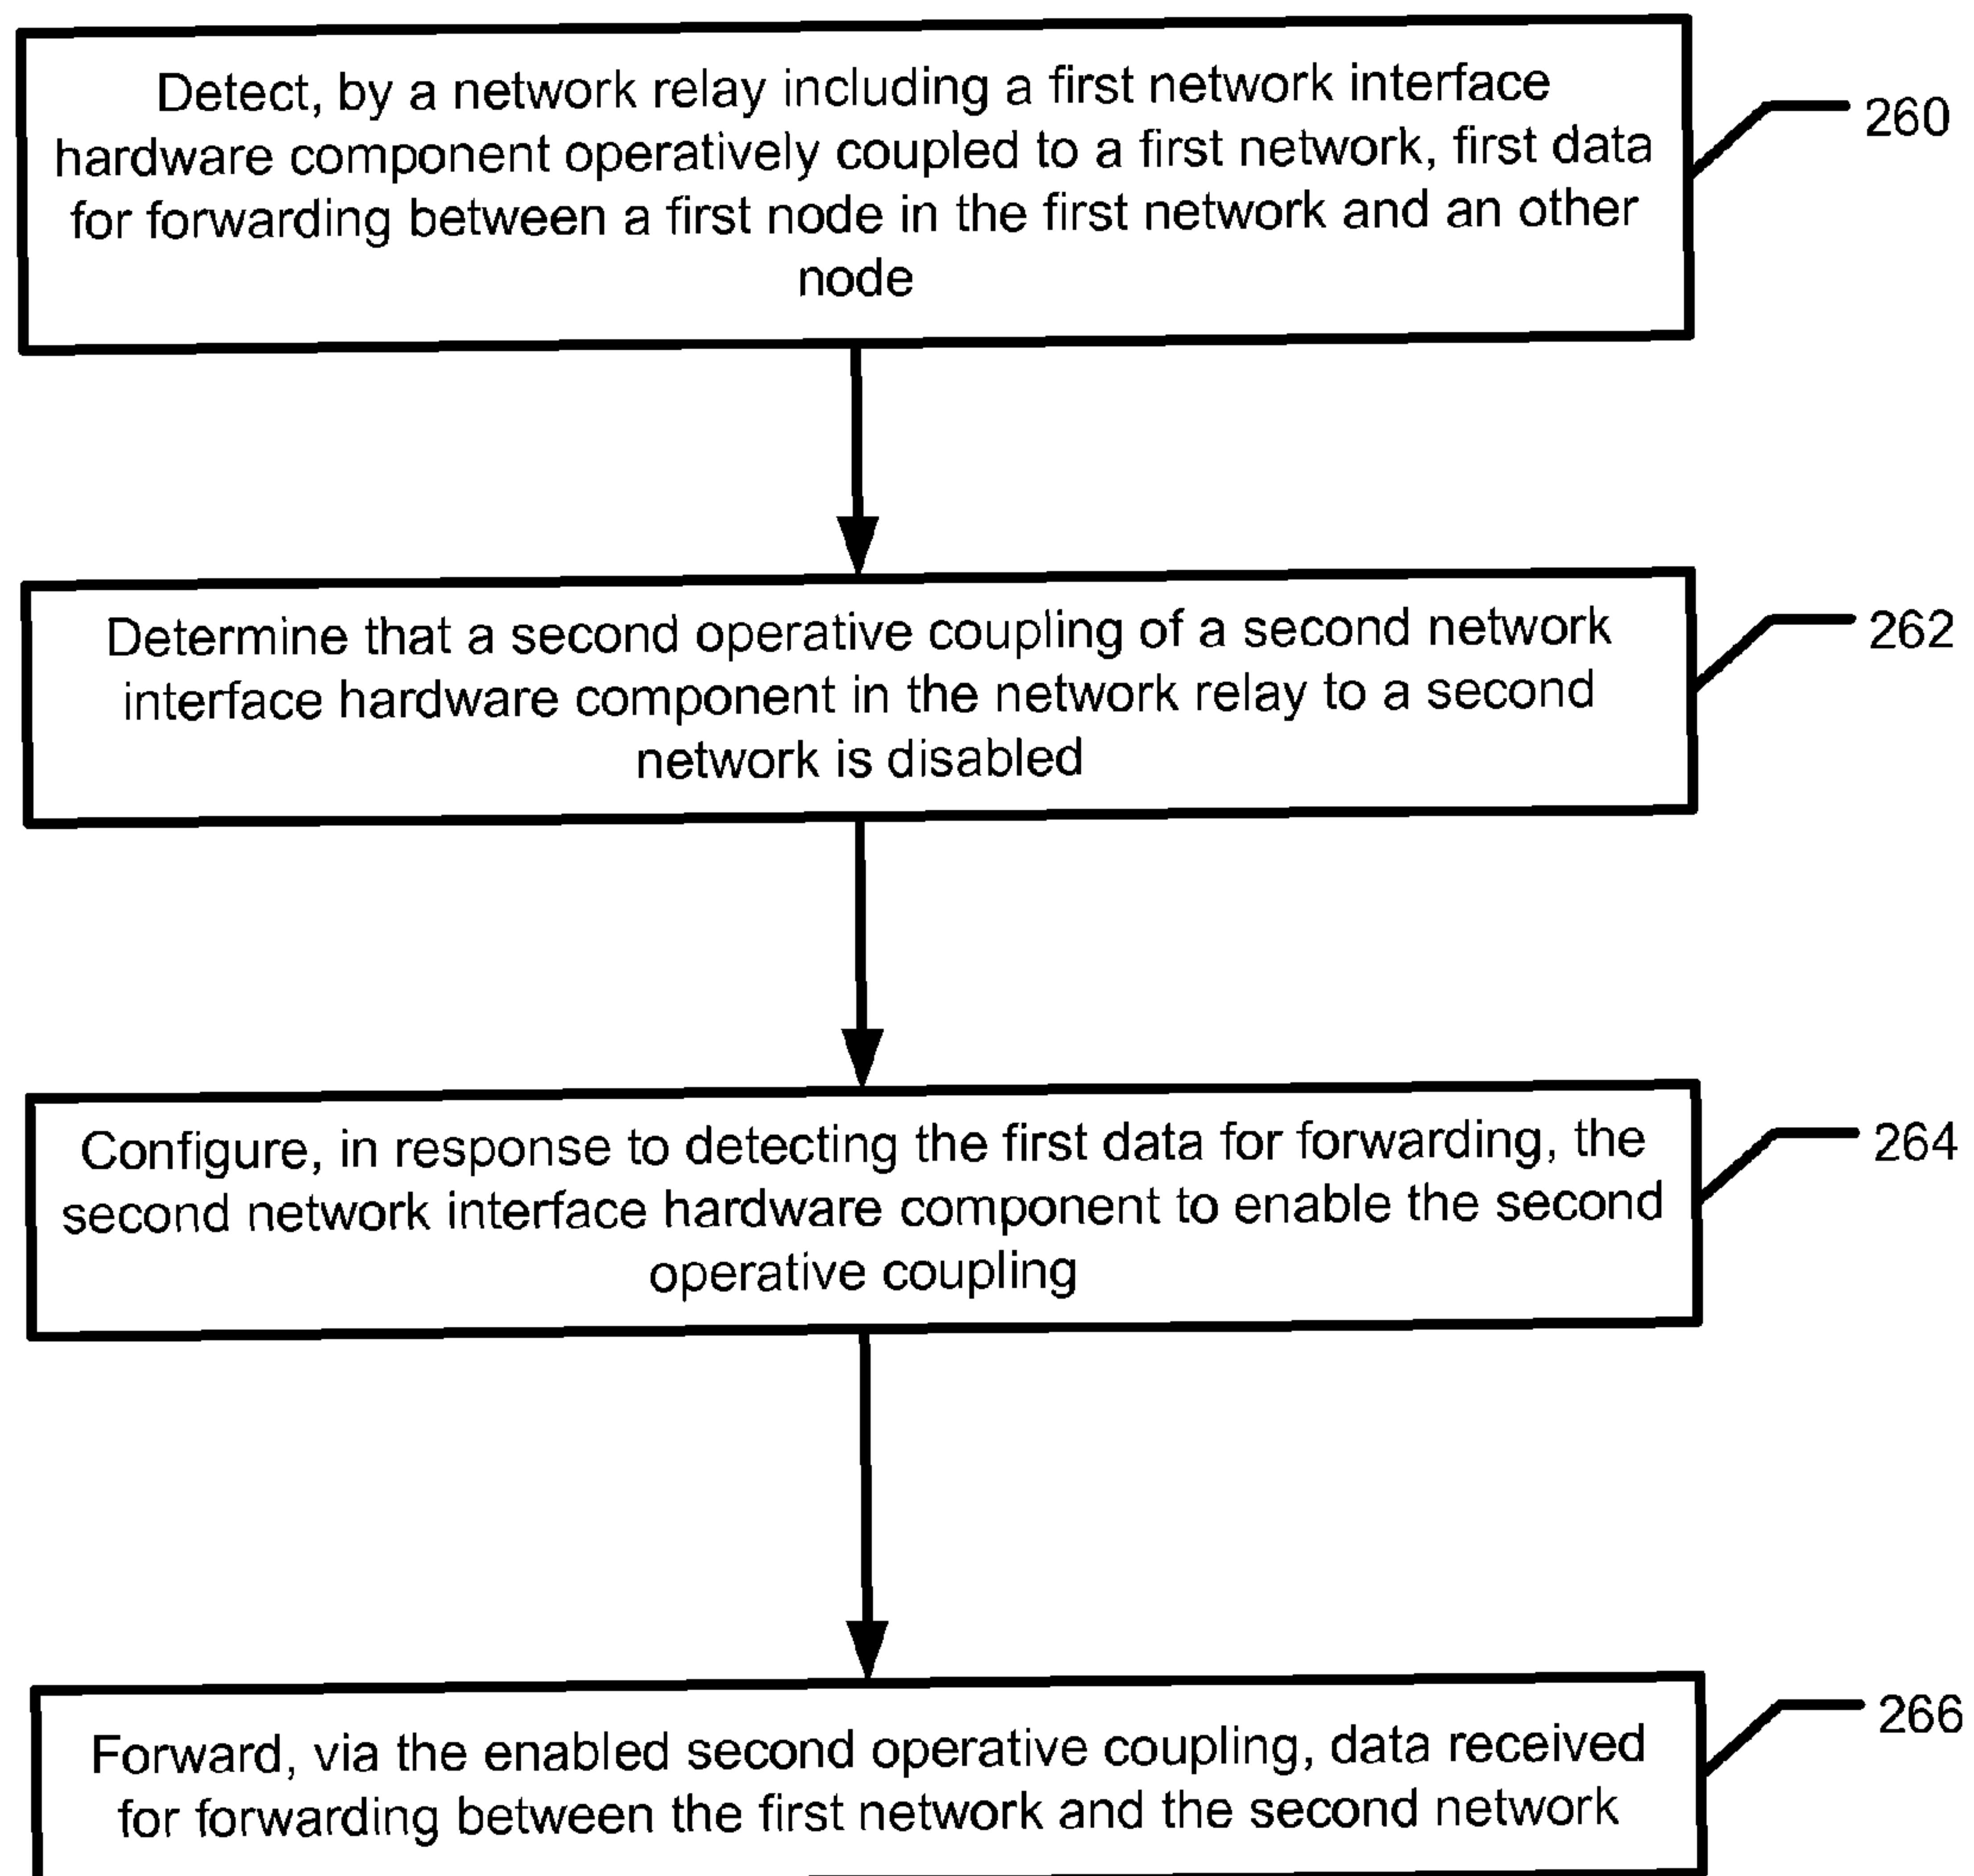 Detect, by a network relay including a first network interface
hardware component operatively coupled to a first network, first data
for forwarding between a first node in the first network and an other
node
260
Determine that a second operative coupling of a second network
interface hardware component in the network relay to a second
network is disabled
262
Configure, in response to detecting the first data for forwarding, the
second network interface hardware component to enable the second
operative coupling
264
Forward, via the enabled second operative coupling, data received
for forwarding between the first network and the second network
266